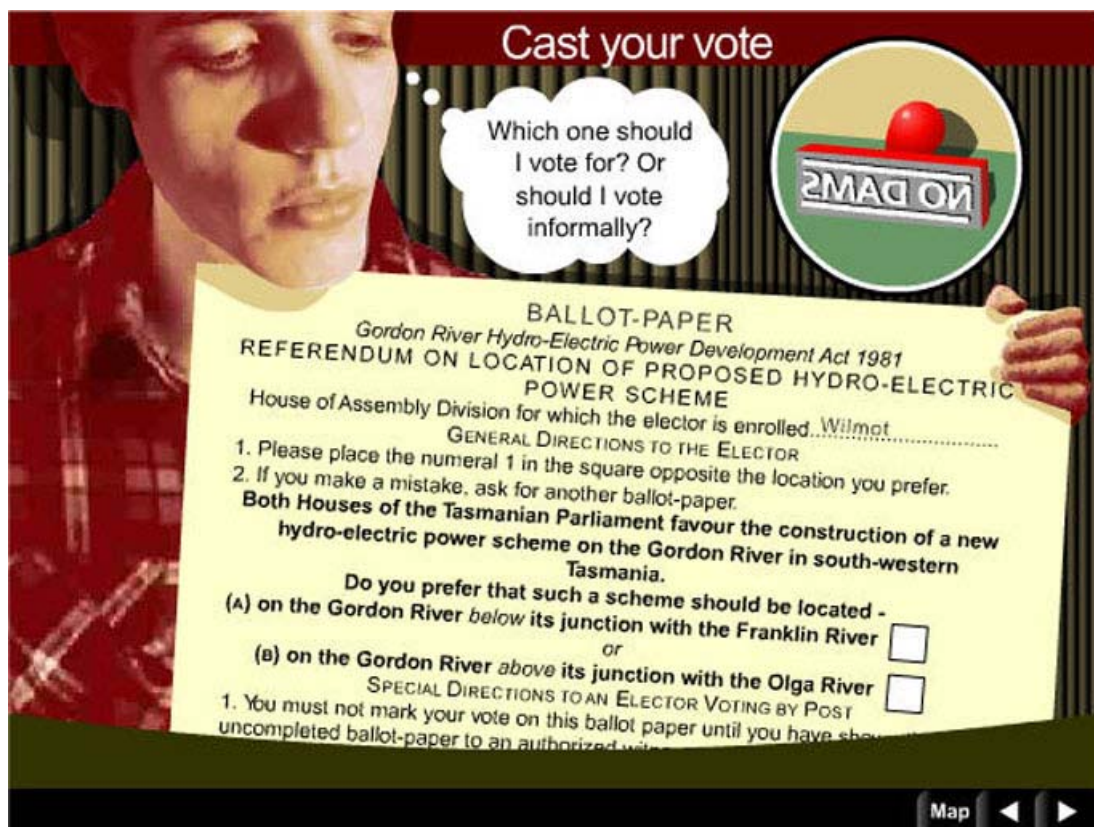 Cast your vote
Which one should
I vote for? Or
should I vote
informally?
NO DAMS
BALLOT-PAPER
Gordon River Hydro-Electric Power Development Act 1981
REFERENDUM ON LOCATION OF PROPOSED HYDRO-ELECTRIC
POWER SCHEME
House of Assembly Division for which the elector is enrolled..Wilmot
GENERAL DIRECTIONS TO THE ELECTOR
1. Please place the numeral 1 in the square opposite the location you prefer.
2. If you make a mistake, ask for another ballot-paper.
Both Houses of the Tasmanian Parliament favour the construction of a new
hydro-electric power scheme on the Gordon River in south-western
Tasmania.
Do you prefer that such a scheme should be located -
(A) on the Gordon River below its junction with the Franklin River
or
(B) on the Gordon River above its junction with the Olga River
SPECIAL DIRECTIONS TO AN ELECTOR VOTING BY POST
1. You must not mark your vote on this ballot paper until you have
uncompleted ballot-paper to an authorized
Map